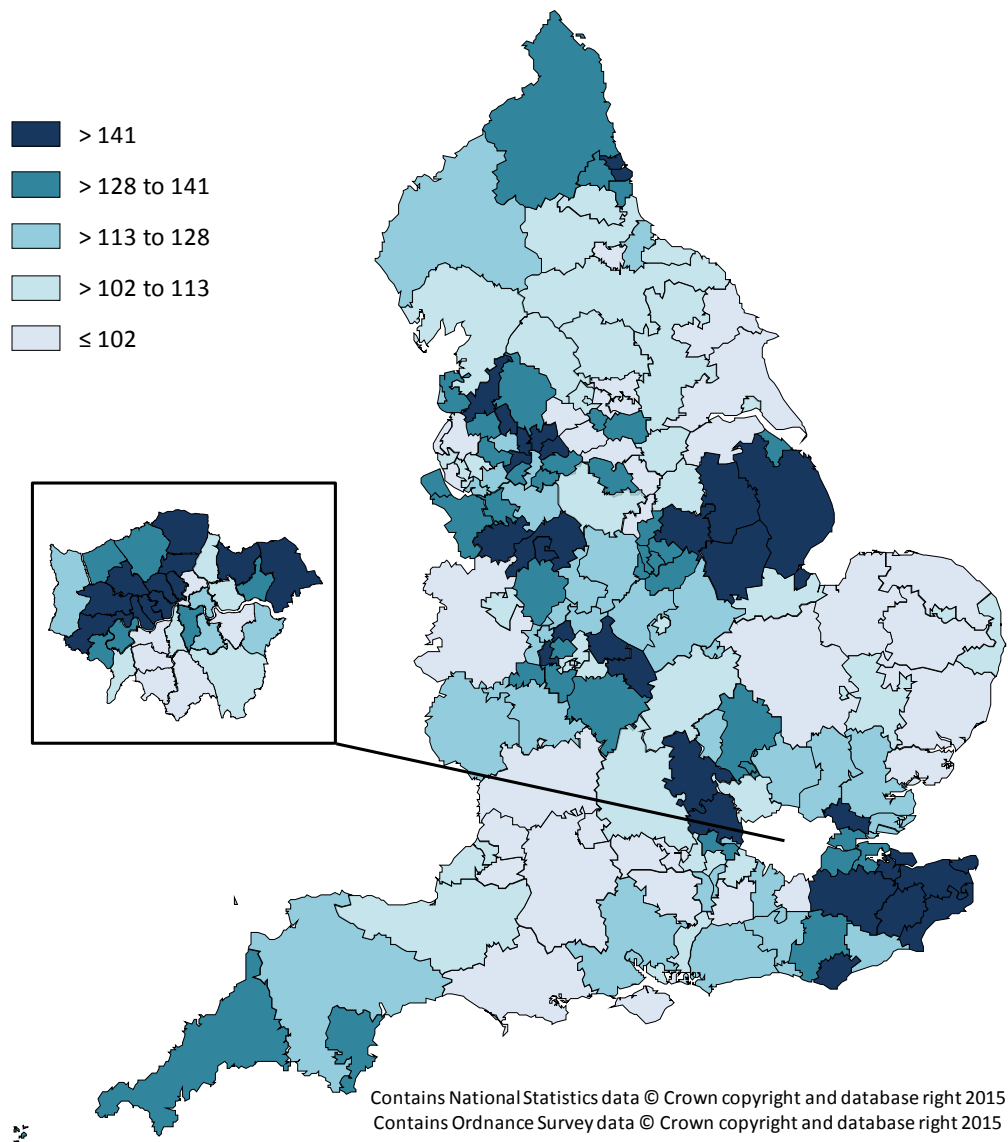 > 141
> 128 to 141
> 113 to 128
> 102 to 113
≤ 102
Contains National Statistics data © Crown copyright and database right 2015
Contains Ordnance Survey data © Crown copyright and database right 2015